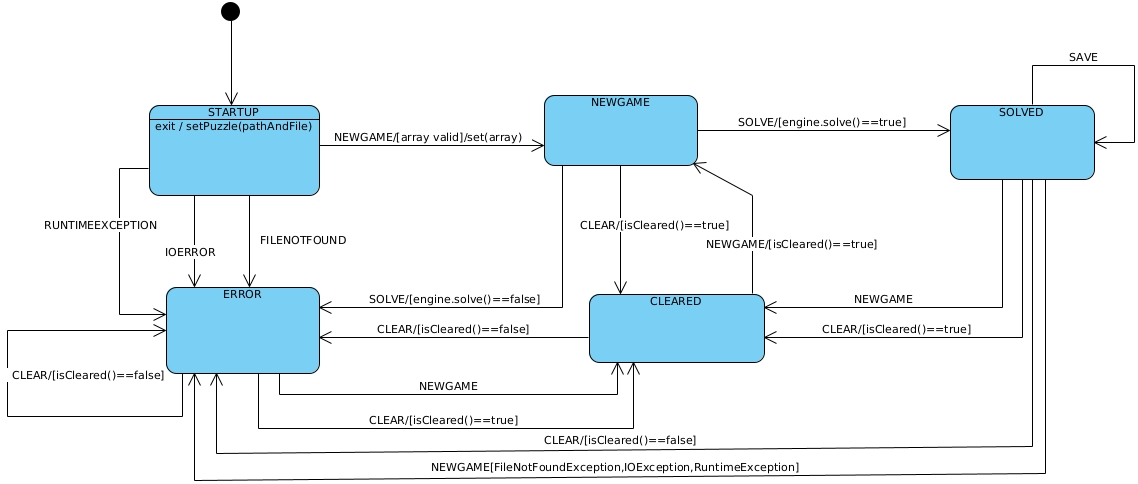 STARTUP
exit / setPuzzle(pathAndFile)
NEWGAME
SOLVED
SAVE
NEWGAME/[array valid]/set(array)
SOLVE/[engine.solve()==true]
RUNTIMEEXCEPTION
IOERROR
FILENOTFOUND
CLEAR/[isCleared()==true]
NEWGAME/[isCleared()==true]
ERROR
CLEARED
SOLVE/[engine.solve()==false]
NEWGAME
CLEAR/[isCleared()==false]
CLEAR/[isCleared()==true]
CLEAR/[isCleared()==false]
NEWGAME
CLEAR/[isCleared()==true]
CLEAR/[isCleared()==false]
NEWGAME[FileNotFoundException,IOException,RuntimeException]